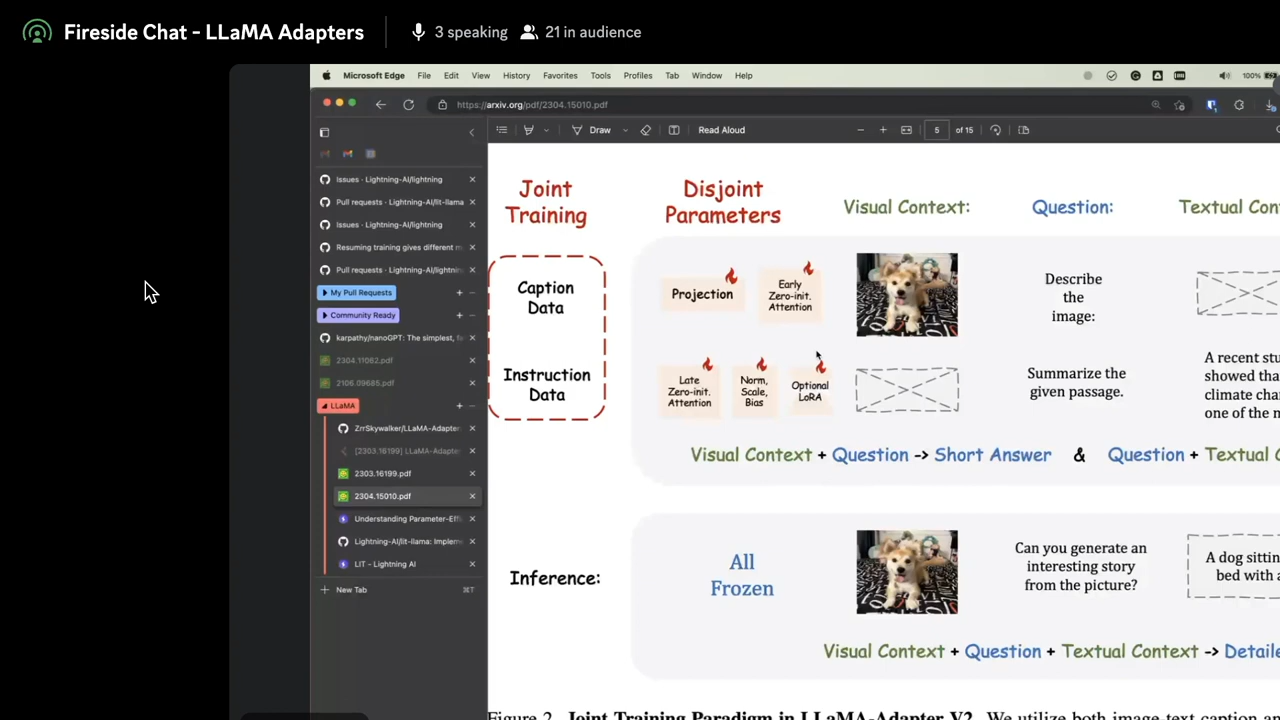 Fireside Chat - LLaMA Adapters
3 speaking
21 in audience
Microsoft Edge File Edit View History Favorites Tools Profiles Tab Window Help
100%
https://arxiv.org/pdf/2304.15010.pdf
Draw
Read Aloud
5 of 15
Issues · Lightning-AI/lightning
Pull requests · Lightning-AI/lit-llama
Issues · Lightning-AI/lightning
Resuming training gives different
Pull requests · Lightning-AI/lightnin
My Pull Requests
Community Ready
karpathy/nanoGPT: The simplest,
2304.11062.pdf
2106.09685.pdf
LLaMA
ZrrSkywalker/LLaMA-Adapter
[2303.16199] LLaMA-Adapte
2303.16199.pdf
2304.15010.pdf
Understanding Parameter-Effi
Lightning-AI/lit-llama: Implem
LIT - Lightning AI
New Tab
⌘T
Joint
Training
Disjoint
Parameters
Visual Context:
Question:
Textual Con
Caption
Data
Projection
Early
Zero-init.
Attention
Describe
the
image:
Instruction
Data
Late
Zero-init.
Attention
Norm,
Scale,
Bias
Optional
LoRA
Summarize the
given passage.
A recent stu
showed tha
climate cha
one of the n
Visual Context + Question -> Short Answer & Question + Textual C
Inference:
All
Frozen
Can you generate an
interesting story
from the picture?
A dog sittin
bed with a
Visual Context + Question + Textual Context -> Detaile
Figure 2. Joint Training Paradigm in LLaMA-Adapter V2. We utilize both image-text caption